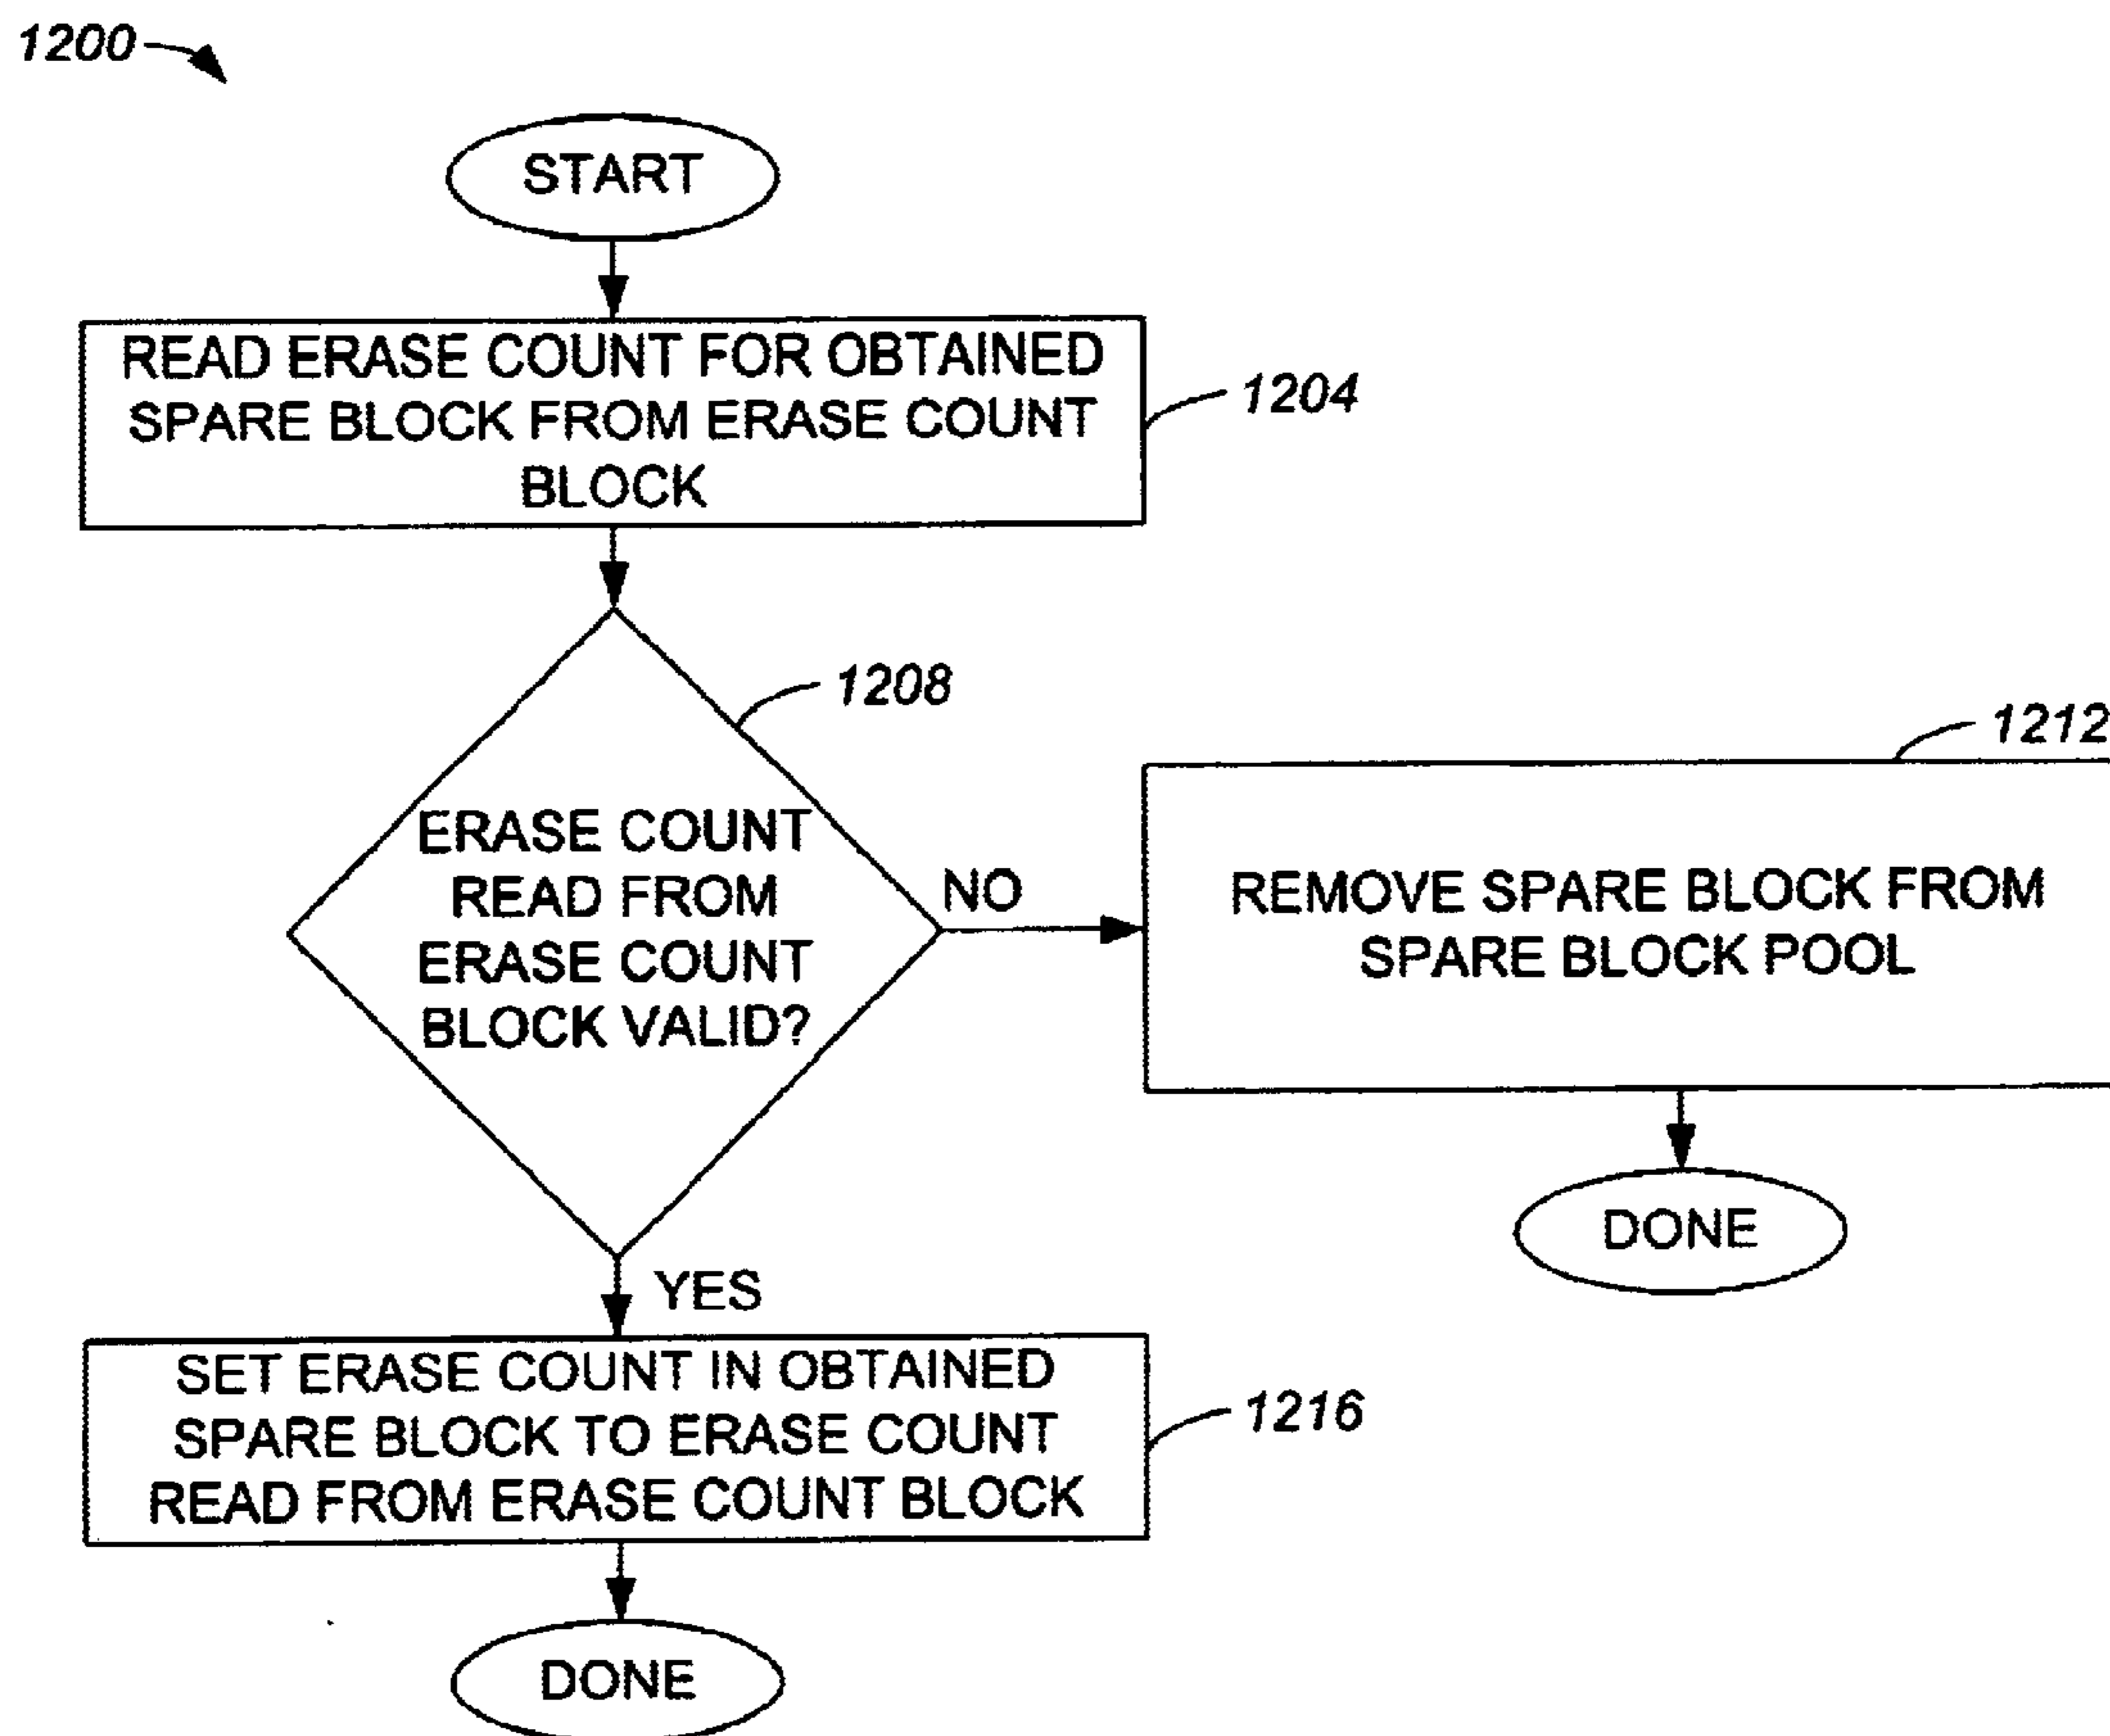 1200
START
READ ERASE COUNT FOR OBTAINED
SPARE BLOCK FROM ERASE COUNT
BLOCK
1204
1208
ERASE COUNT
READ FROM
ERASE COUNT
BLOCK VALID?
NO
1212
REMOVE SPARE BLOCK FROM
SPARE BLOCK POOL
DONE
YES
SET ERASE COUNT IN OBTAINED
SPARE BLOCK TO ERASE COUNT
READ FROM ERASE COUNT BLOCK
1216
DONE